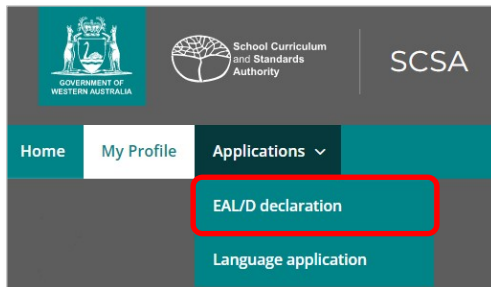 GOVERNMENT OF
WESTERN AUSTRALIA
School Curriculum
and Standards
Authority
SCSA
Home My Profile Applications
EAL/D declaration
Language application